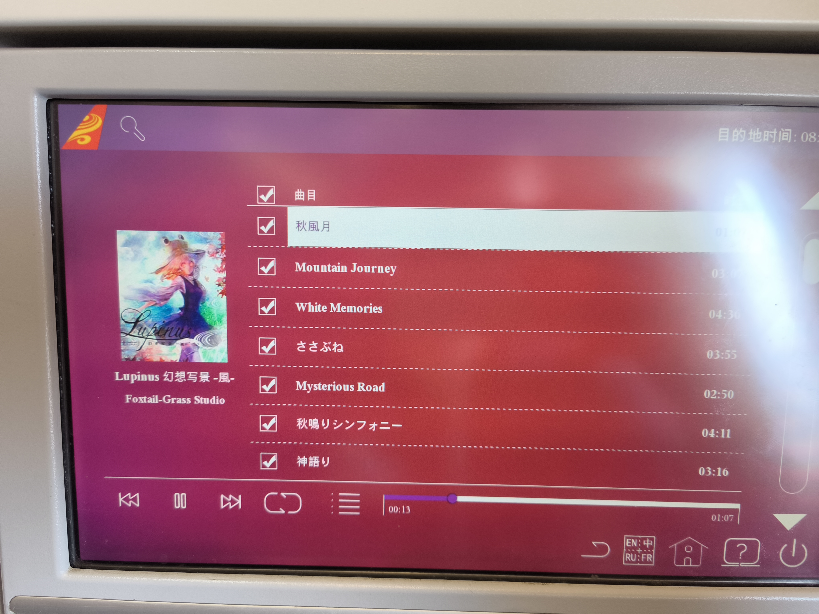 目的地时间: 08:
曲目
秋風月
Mountain Journey
White Memories
04:36
ささぶね
03:55
Mysterious Road
02:50
秋鳴りシンフォニー
04:11
神語り
03:16
Lupinus
Lupinus 幻想写景 -風-
Foxtail-Grass Studio
00:13
01:07
EN:中
RU:FR
?